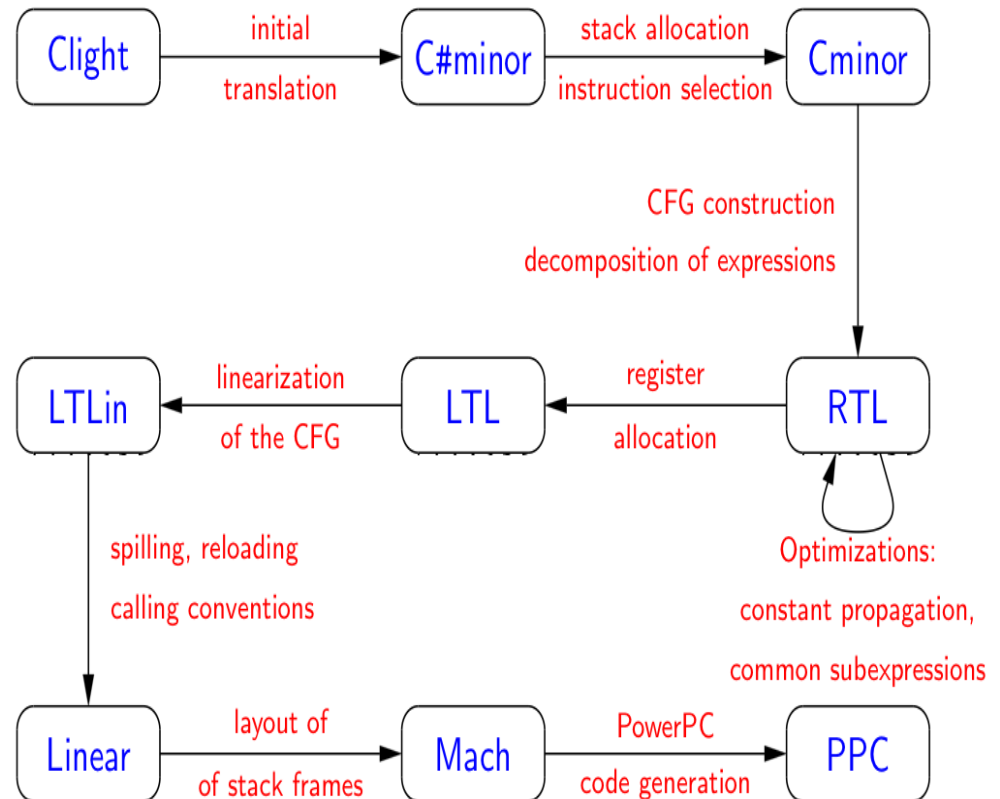 Clight
initial
translation
C#minor
stack allocation
instruction selection
Cminor
CFG construction
decomposition of expressions
RTL
Optimizations:
constant propagation,
common subexpressions
register
allocation
LTL
linearization
of the CFG
LTLin
spilling, reloading
calling conventions
Linear
layout of
of stack frames
Mach
PowerPC
code generation
PPC